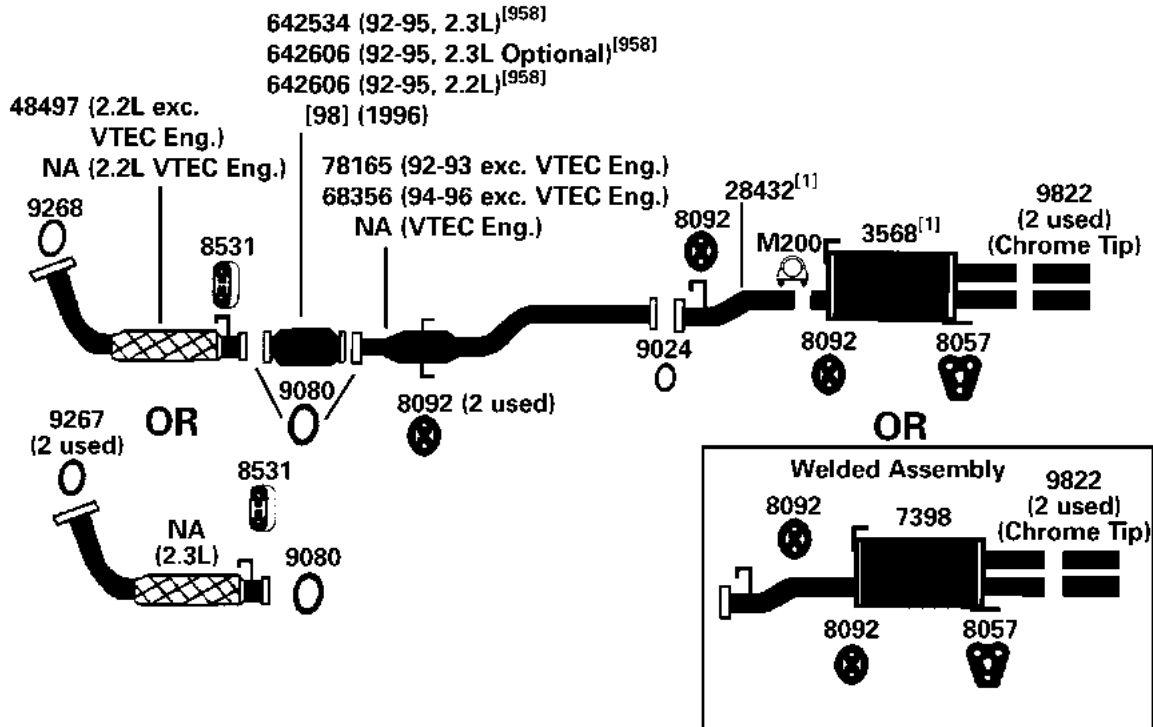 642534 (92-95, 2.3L)[958]
642606 (92-95, 2.3L Optional)[958]
642606 (92-95, 2.2L)[958]
[98] (1996)
48497 (2.2L exc.
VTEC Eng.)
NA (2.2L VTEC Eng.)
78165 (92-93 exc. VTEC Eng.)
68356 (94-96 exc. VTEC Eng.)
NA (VTEC Eng.)
9268
8531
8092
28432[1]
M200
3568[1]
9822
(2 used)
(Chrome Tip)
9080
8092 (2 used)
9024
8092
8057
OR
OR
9267
(2 used)
8531
NA
(2.3L)
9080
Welded Assembly
8092
7398
9822
(2 used)
(Chrome Tip)
8092
8057